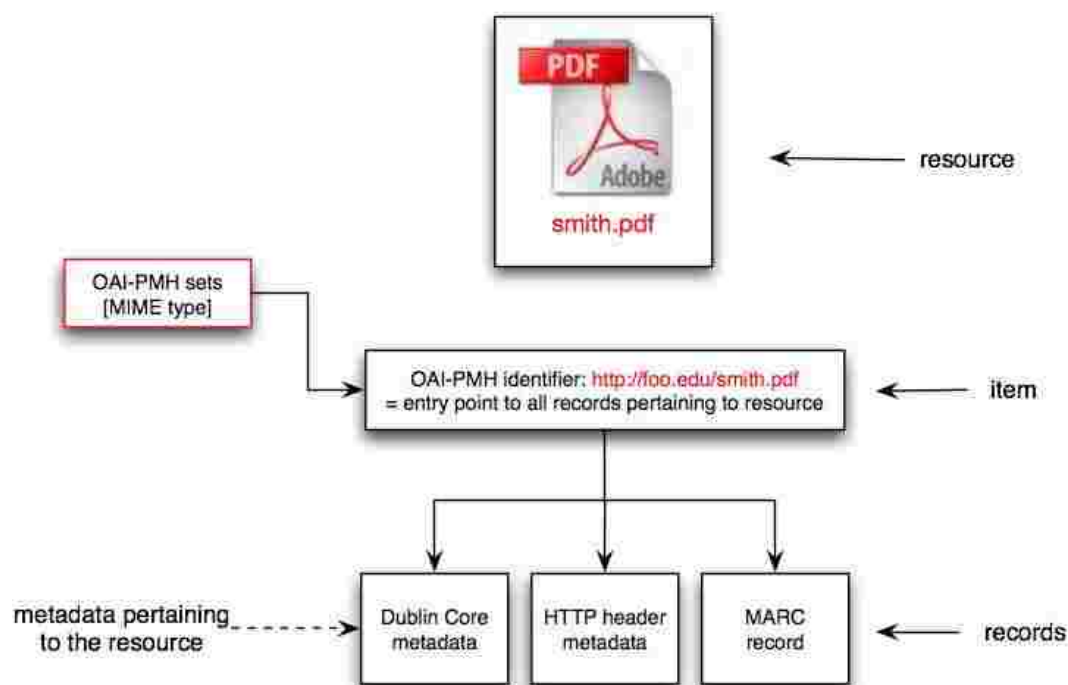 PDF
Adobe
smith.pdf
resource
OAI-PMH sets
[MIME type]
OAI-PMH identifier: http://foo.edu/smith.pdf
= entry point to all records pertaining to resource
item
metadata pertaining
to the resource
Dublin Core
metadata
HTTP header
metadata
MARC
record
records